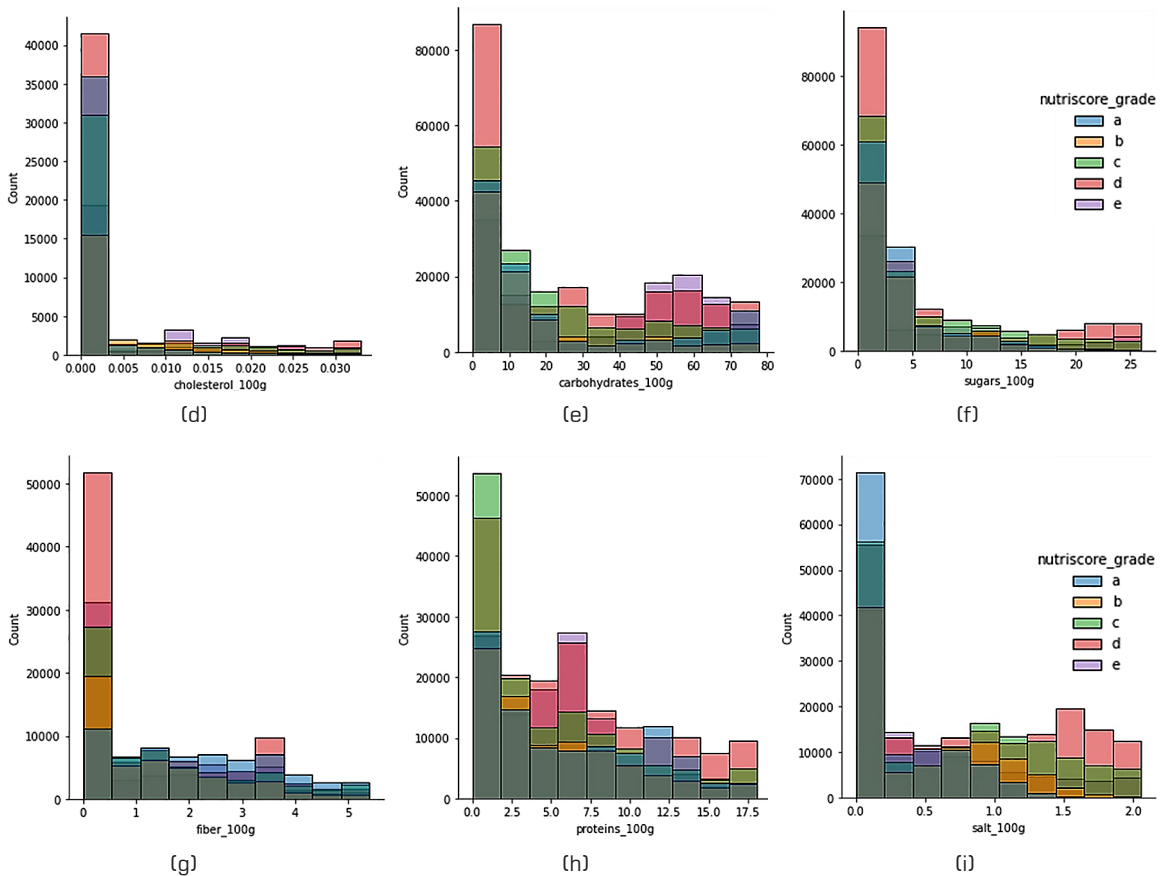 40000
35000
30000
25000
20000
15000
10000
5000
0
Count
0.000 0.005 0.010 0.015 0.020 0.025 0.030
cholesterol_100g
(d)
80000
60000
40000
20000
0
Count
0 10 20 30 40 50 60 70 80
carbohydrates_100g
(e)
80000
60000
40000
20000
0
Count
0 5 10 15 20 25
sugars_100g
(f)
nutriscore_grade
a
b
c
d
e
50000
40000
30000
20000
10000
0
Count
0 1 2 3 4 5
fiber_100g
(g)
50000
40000
30000
20000
10000
0
Count
0.0 2.5 5.0 7.5 10.0 12.5 15.0 17.5
proteins_100g
(h)
70000
60000
50000
40000
30000
20000
10000
0
Count
0.0 0.5 1.0 1.5 2.0
salt_100g
(i)
nutriscore_grade
a
b
c
d
e